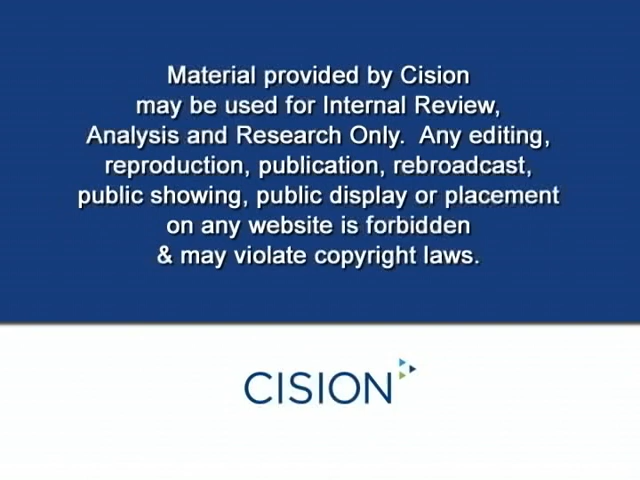 Material provided by Cision
may be used for Internal Review,
Analysis and Research Only.  Any editing,
reproduction, publication, rebroadcast,
public showing, public display or placement
on any website is forbidden
& may violate copyright laws.
CISION